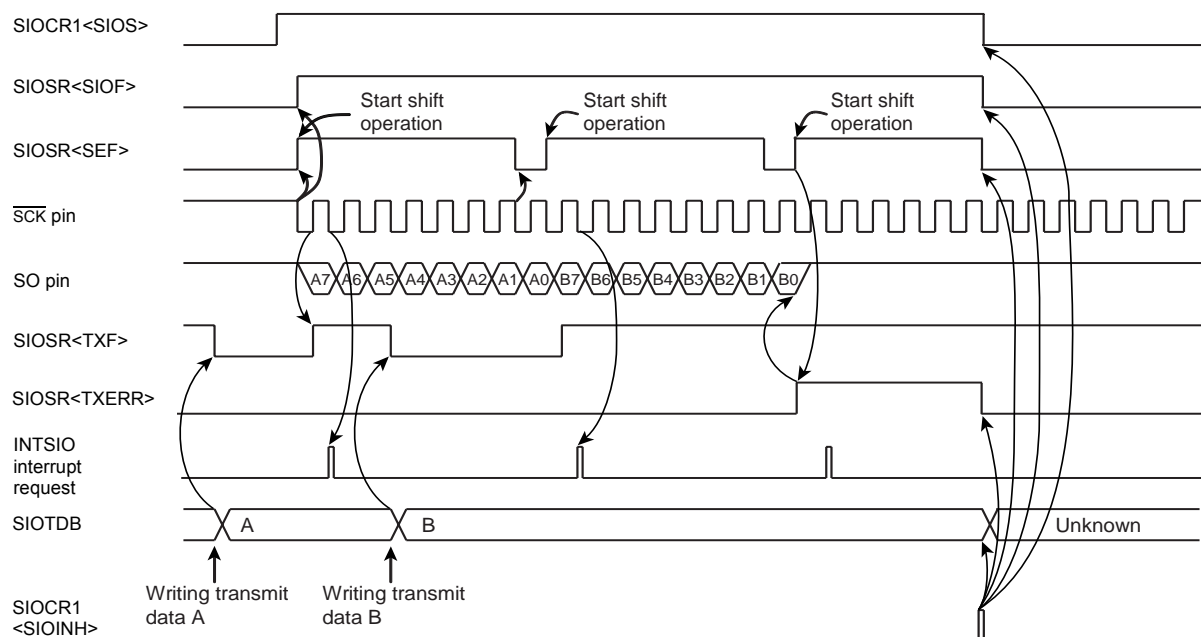 SIOCR1<SIOS>
SIOSR<SIOF>
Start shift
operation
Start shift
operation
Start shift
operation
SIOSR<SEF>
SCK pin
SO pin
A7 A6 A5 A4 A3 A2 A1 A0 B7 B6 B5 B4 B3 B2 B1 B0
SIOSR<TXF>
SIOSR<TXERR>
INTSIO
interrupt
request
SIOTDB
A
B
Unknown
Writing transmit
data A
Writing transmit
data B
SIOCR1
<SIOINH>